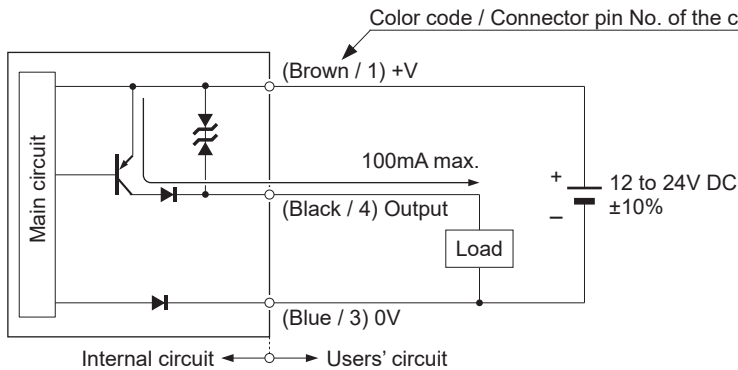 Color code / Connector pin No. of the c
(Brown / 1) +V
Main circuit
100mA max.
+
12 to 24V DC
–
±10%
(Black / 4) Output
Load
(Blue / 3) 0V
Internal circuit
Users’ circuit